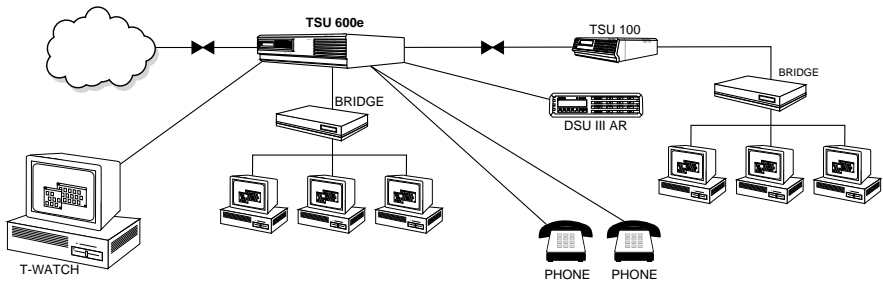 TSU 600e
TSU 100
BRIDGE
BRIDGE
DSU III AR
T-WATCH
PHONE
PHONE